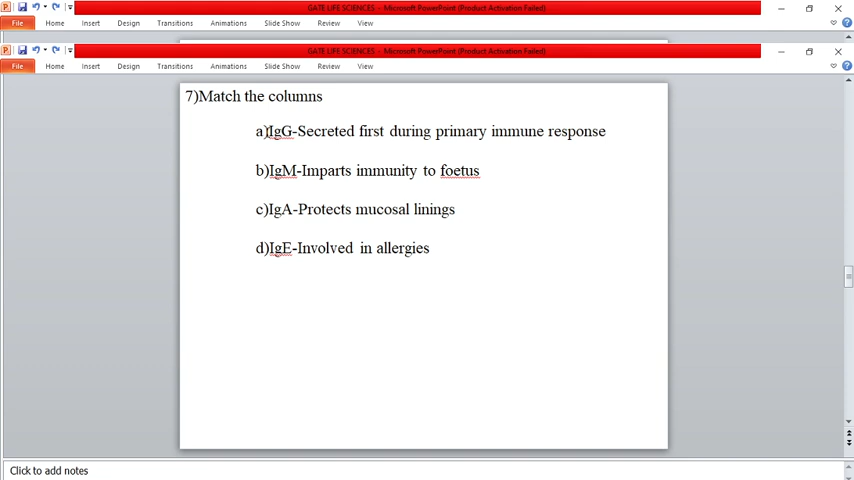 GATE LIFE SCIENCES - Microsoft PowerPoint (Product Activation Failed)
File Home Insert Design Transitions Animations Slide Show Review View
GATE LIFE SCIENCES - Microsoft PowerPoint (Product Activation Failed)
File Home Insert Design Transitions Animations Slide Show Review View
7)Match the columns
a)IgG-Secreted first during primary immune response
b)IgM-Imparts immunity to foetus
c)IgA-Protects mucosal linings
d)IgE-Involved in allergies
Click to add notes